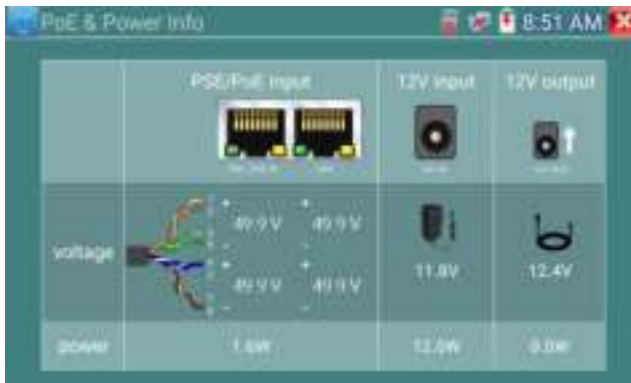 PoE & Power Info 8:51 AM
PSE/PoE Input 12V input 12V output
+ 49.9 V + 49.9 V
- -
voltage
+ 49.9 V + 49.9 V
- -
11.8V 12.4V
power 1.6W 12.0W 0.0W